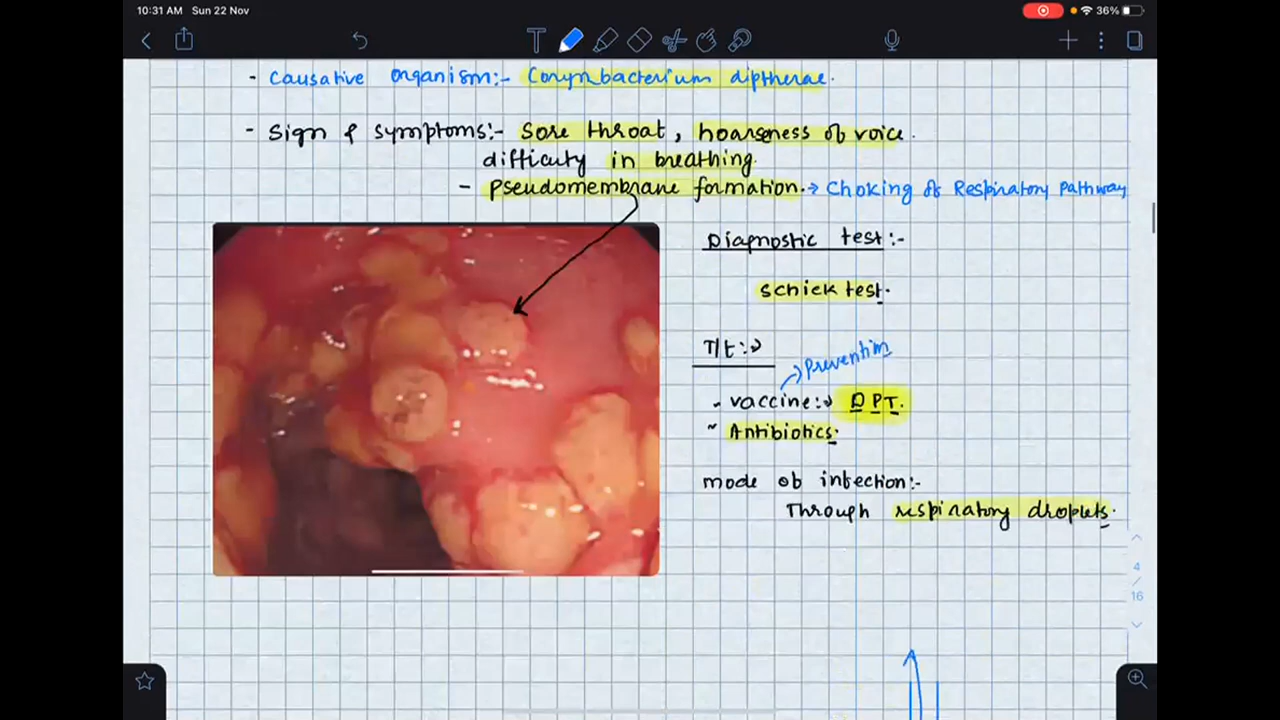 10:31 AM Sun 22 Nov
36%
- Causative organism:- Corynbacterium diptherae.
- Sign & symptoms:- Sore throat, hoarseness of voice.
difficuty in breathing.
- pseudomembrane formation. → Choking of Respiratory Pathway
Diagnostic test:-
schick test.
T/t:→
Prevention
- vaccine:→ DPT.
~ Antibiotics.
mode of infection:-
Through respiratory droplets.
4
/
16